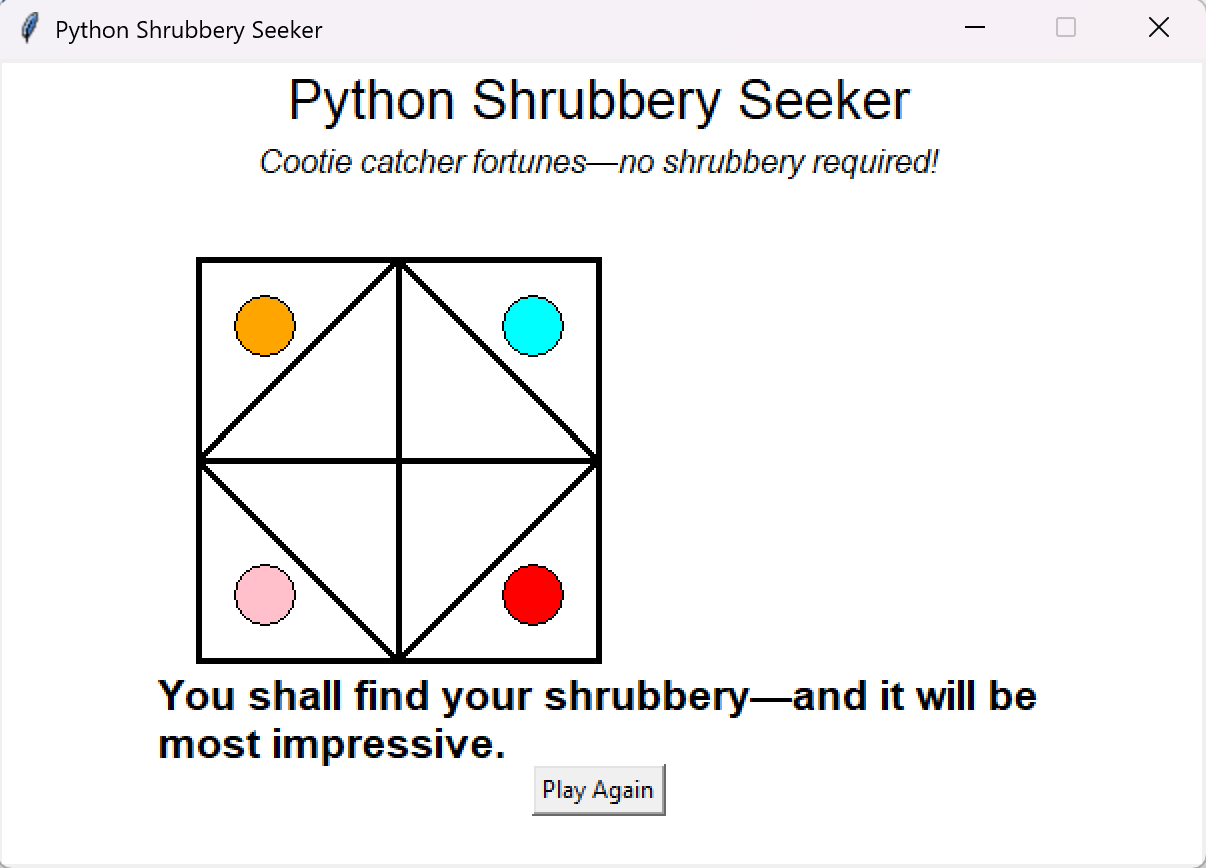 Python Shrubbery Seeker
Python Shrubbery Seeker
Cootie catcher fortunes—no shrubbery required!
You shall find your shrubbery—and it will be
most impressive.
Play Again